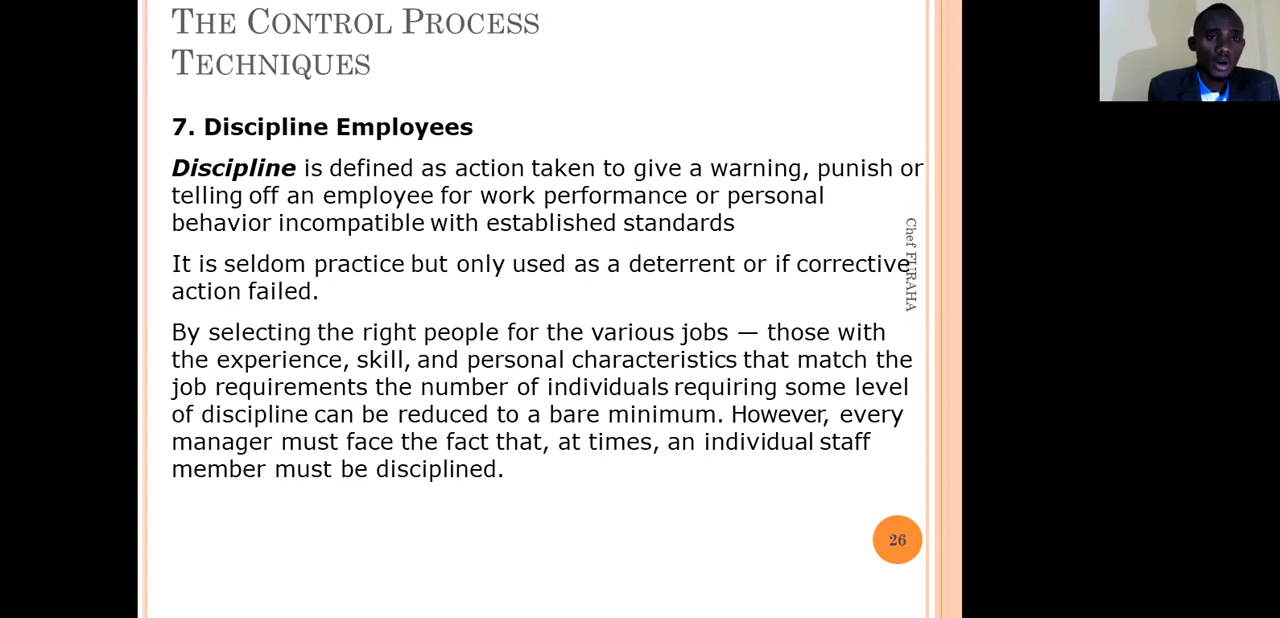 THE CONTROL PROCESS
TECHNIQUES
7. Discipline Employees
Discipline is defined as action taken to give a warning, punish or
telling off an employee for work performance or personal
behavior incompatible with established standards
It is seldom practice but only used as a deterrent or if corrective
action failed.
By selecting the right people for the various jobs — those with
the experience, skill, and personal characteristics that match the
job requirements the number of individuals requiring some level
of discipline can be reduced to a bare minimum. However, every
manager must face the fact that, at times, an individual staff
member must be disciplined.
Chef FURAHA
26